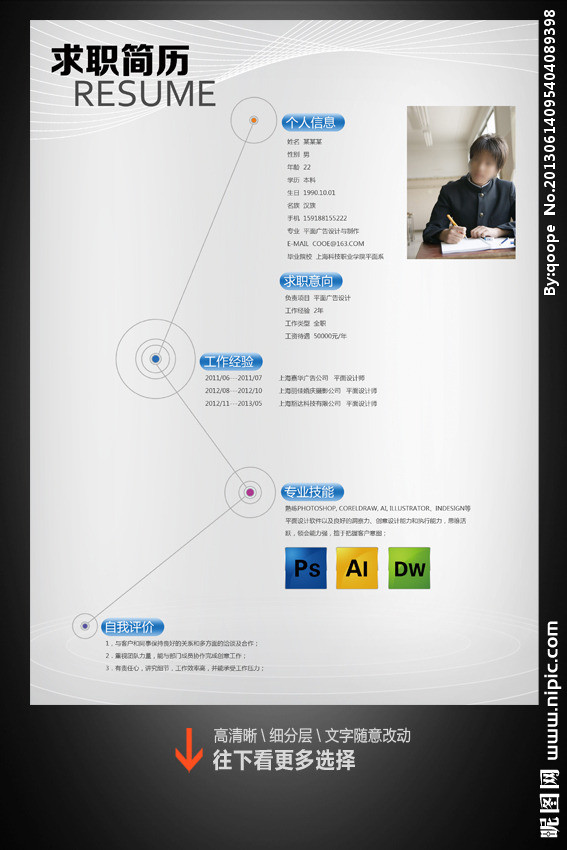 求职简历
RESUME
个人信息
姓名 某某某
性别 男
年龄 22
学历 本科
生日 1990.10.01
名族 汉族
手机 159188155222
专业 平面广告设计与制作
E-MAIL COOE@163.COM
毕业院校 上海科技职业学院平面系
求职意向
负责项目 平面广告设计
工作经验 2年
工作类型 全职
工资待遇 50000元/年
工作经验
2011/06---2011/07 上海嘉华广告公司 平面设计师
2012/08---2012/10 上海丽佳婚庆摄影公司 平面设计师
2012/11---2013/05 上海旭达科技有限公司 平面设计师
专业技能
熟练PHOTOSHOP, CORELDRAW, AI, ILLUSTRATOR, INDESIGN等
平面设计软件以及良好的洞察力、创意设计能力和执行能力，思维活
跃，领会能力强，擅于把握客户意图；
Ps
AI
DW
自我评价
1．与客户和同事保持良好的关系和多方面的洽谈及合作；
2．重视团队力量，能与部门成员协作完成创意工作；
3．有责任心，讲究细节，工作效率高，并能承受工作压力；
高清晰 \ 细分层 \ 文字随意改动
往下看更多选择
By:qoope No.20130614095404089398
昵图网 www.nipic.com